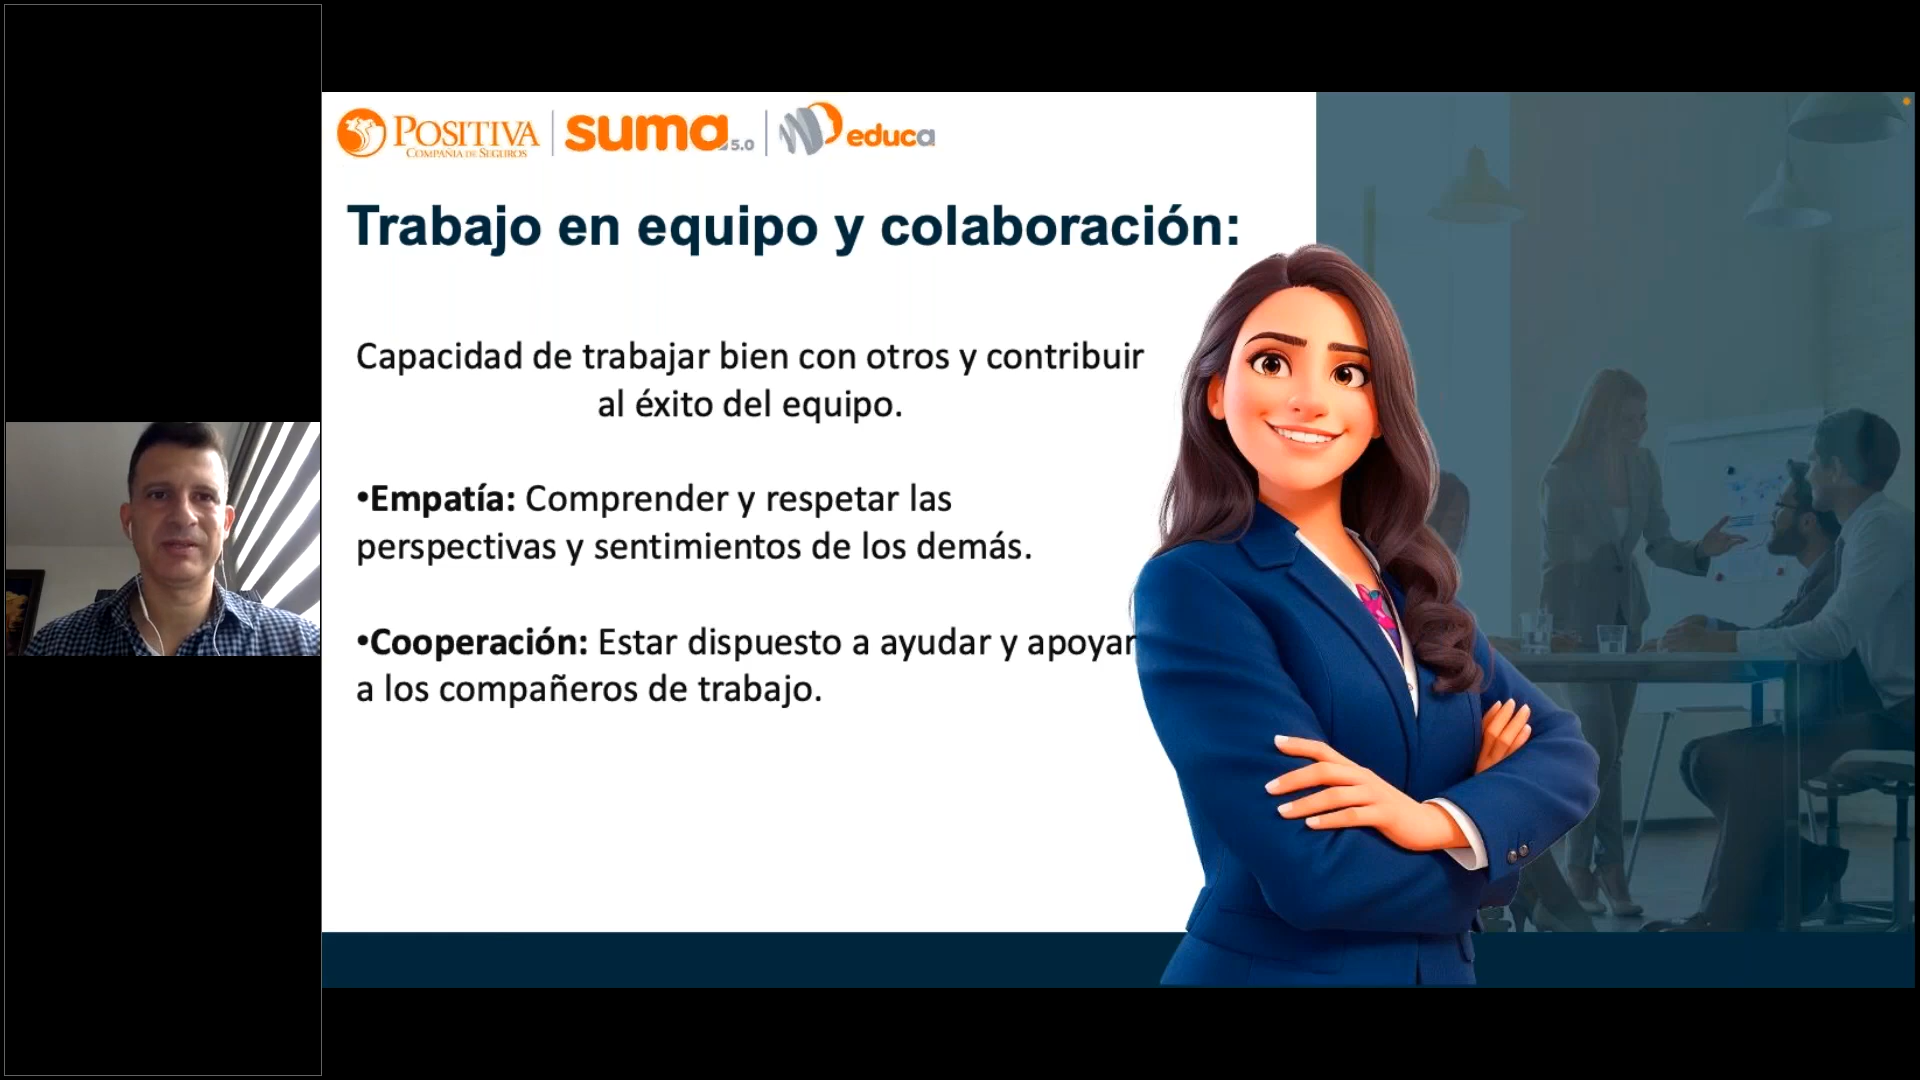 POSITIVA
COMPAÑIA DE SEGUROS
suma 5.0
educa
Trabajo en equipo y colaboración:
Capacidad de trabajar bien con otros y contribuir
al éxito del equipo.
•Empatía: Comprender y respetar las
perspectivas y sentimientos de los demás.
•Cooperación: Estar dispuesto a ayudar y apoyar
a los compañeros de trabajo.